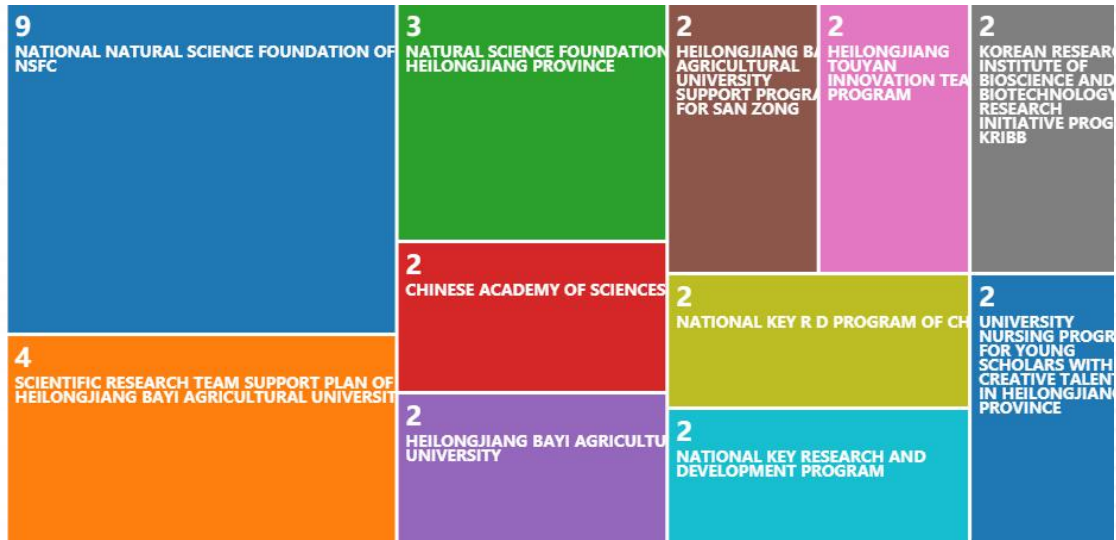 9
NATIONAL NATURAL SCIENCE FOUNDATION OF
NSFC
4
SCIENTIFIC RESEARCH TEAM SUPPORT PLAN OF
HEILONGJIANG BAYI AGRICULTURAL UNIVERSIT
3
NATURAL SCIENCE FOUNDATION
HEILONGJIANG PROVINCE
2
CHINESE ACADEMY OF SCIENCES
2
HEILONGJIANG BAYI AGRICULTU
UNIVERSITY
2
HEILONGJIANG BA
AGRICULTURAL
UNIVERSITY
SUPPORT PROGRA
FOR SAN ZONG
2
HEILONGJIANG
TOUYAN
INNOVATION TEA
PROGRAM
2
KOREAN RESEARC
INSTITUTE OF
BIOSCIENCE AND
BIOTECHNOLOGY
RESEARCH
INITIATIVE PROG
KRIBB
2
NATIONAL KEY R D PROGRAM OF CH
2
NATIONAL KEY RESEARCH AND
DEVELOPMENT PROGRAM
2
UNIVERSITY
NURSING PROGR
FOR YOUNG
SCHOLARS WITH
CREATIVE TALENT
IN HEILONGJIANG
PROVINCE